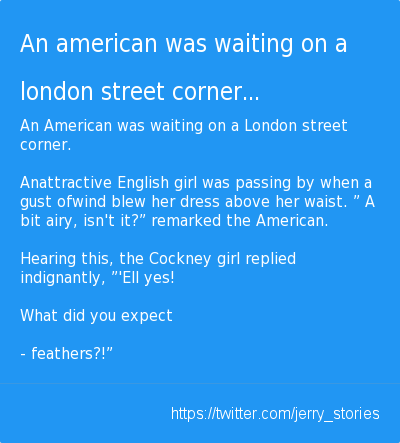 An american was waiting on a
london street corner...
An American was waiting on a London street
corner.
Anattractive English girl was passing by when a
gust ofwind blew her dress above her waist. ” A
bit airy, isn't it?” remarked the American.
Hearing this, the Cockney girl replied
indignantly, ”'Ell yes!
What did you expect
- feathers?!”
https://twitter.com/jerry_stories